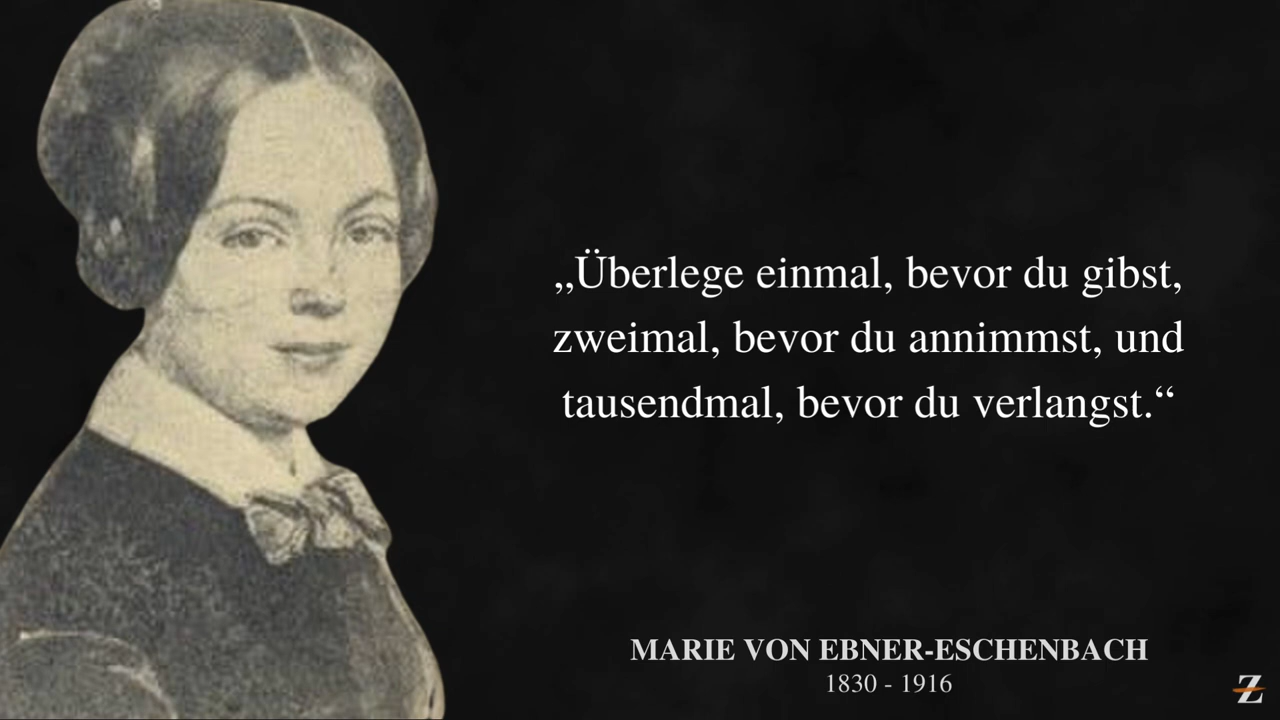 „Überlege einmal, bevor du gibst,
zweimal, bevor du annimmst, und
tausendmal, bevor du verlangst.“
MARIE VON EBNER-ESCHENBACH
1830 - 1916
Z